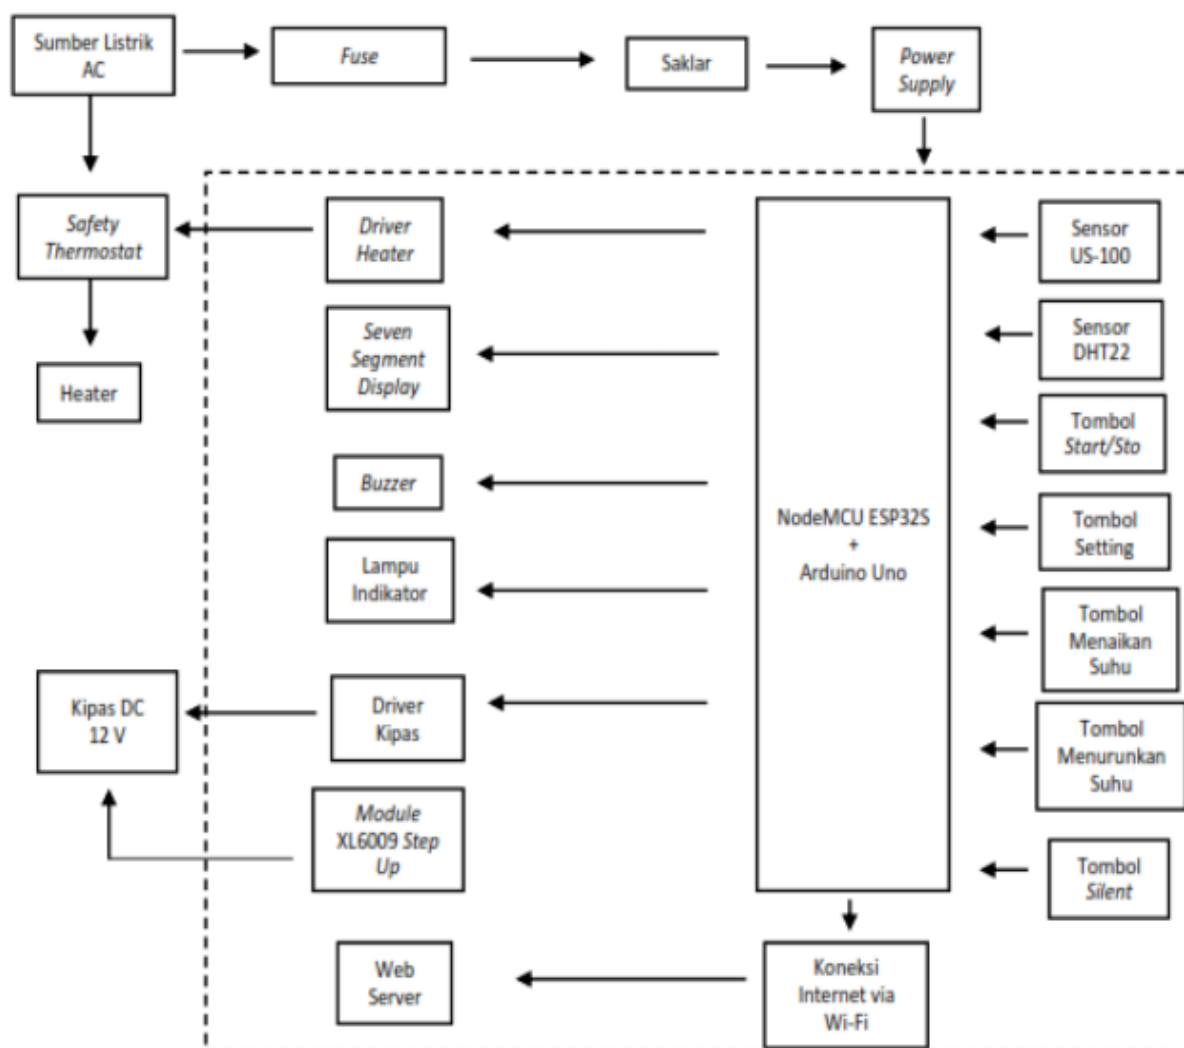 Sumber Listrik
AC
Fuse
Saklar
Power
Supply
Safety
Thermostat
Driver
Heater
Sensor
US-100
Seven
Segment
Display
Sensor
DHT22
Heater
Tombol
Start/Sto
Buzzer
NodeMCU ESP32S
+
Arduino Uno
Tombol
Setting
Lampu
Indikator
Tombol
Menaikan
Suhu
Kipas DC
12 V
Driver
Kipas
Tombol
Menurunkan
Suhu
Module
XL6009 Step
Up
Tombol
Silent
Web
Server
Koneksi
Internet via
Wi-Fi